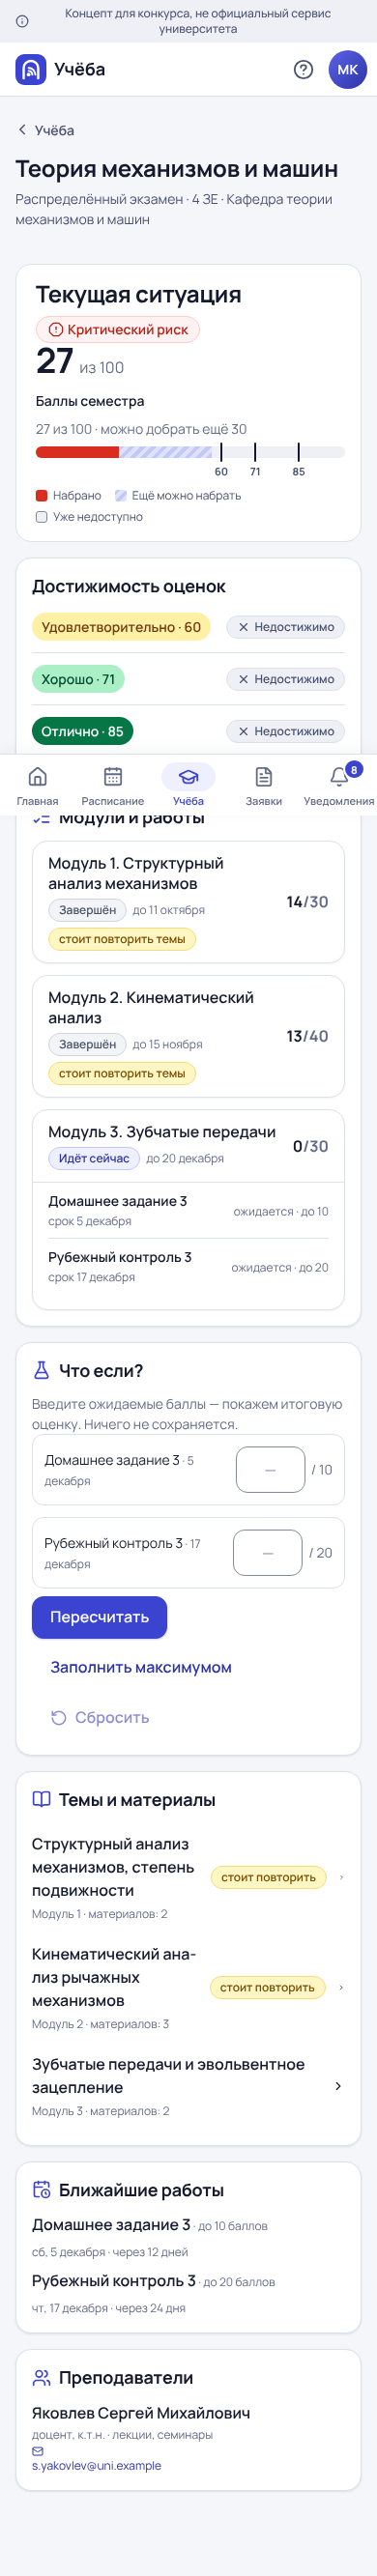 Концепт для конкурса, не официальный сервис
университета
Учёба
МК
Учёба
Теория механизмов и машин
Распределённый экзамен · 4 ЗЕ · Кафедра теории
механизмов и машин
Текущая ситуация
Критический риск
27 из 100
Баллы семестра
27 из 100 · можно добрать ещё 30
60 71 85
Набрано Ещё можно набрать
Уже недоступно
Достижимость оценок
Удовлетворительно · 60 Недостижимо
Хорошо · 71 Недостижимо
Отлично · 85 Недостижимо
8
Главная Расписание Учёба Заявки Уведомления
Модули и работы
Модуль 1. Структурный
анализ механизмов
14/30
Завершён до 11 октября
стоит повторить темы
Модуль 2. Кинематический
анализ
13/40
Завершён до 15 ноября
стоит повторить темы
Модуль 3. Зубчатые передачи
0/30
Идёт сейчас до 20 декабря
Домашнее задание 3
срок 5 декабря
ожидается · до 10
Рубежный контроль 3
срок 17 декабря
ожидается · до 20
Что если?
Введите ожидаемые баллы — покажем итоговую
оценку. Ничего не сохраняется.
Домашнее задание 3 · 5
декабря
— / 10
Рубежный контроль 3 · 17
декабря
— / 20
Пересчитать
Заполнить максимумом
Сбросить
Темы и материалы
Структурный анализ
механизмов, степень
подвижности
стоит повторить
Модуль 1 · материалов: 2
Кинематический ана-
лиз рычажных
механизмов
стоит повторить
Модуль 2 · материалов: 3
Зубчатые передачи и эвольвентное
зацепление
Модуль 3 · материалов: 2
Ближайшие работы
Домашнее задание 3 · до 10 баллов
сб, 5 декабря · через 12 дней
Рубежный контроль 3 · до 20 баллов
чт, 17 декабря · через 24 дня
Преподаватели
Яковлев Сергей Михайлович
доцент, к.т.н. · лекции, семинары
s.yakovlev@uni.example